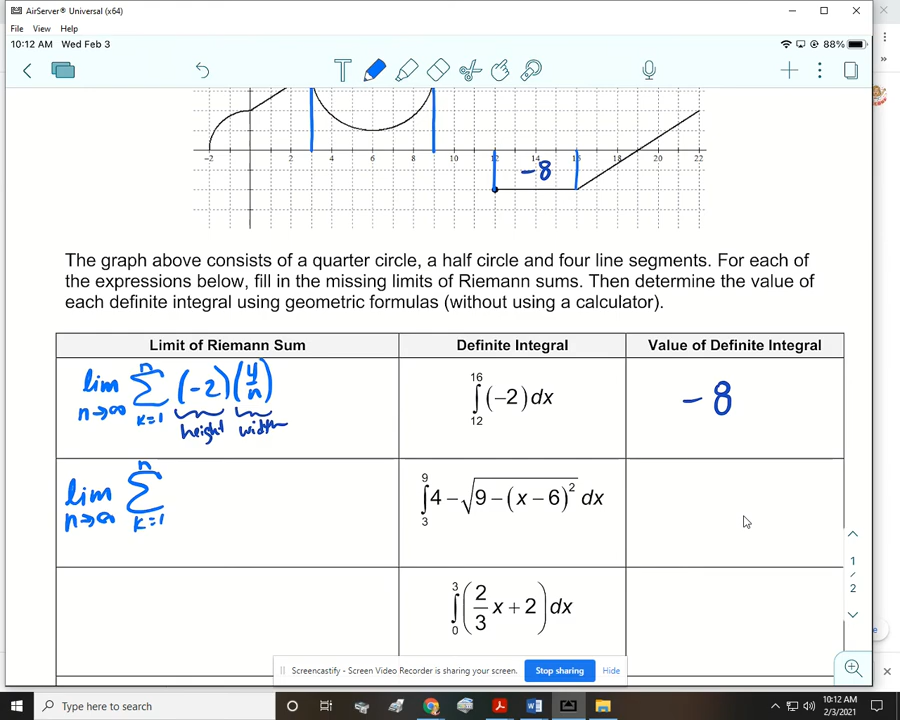 AirServer® Universal (x64)
File View Help
10:12 AM Wed Feb 3
88%
T
-2 2 4 6 8 10 12 14 16 18 20 22
-8
The graph above consists of a quarter circle, a half circle and four line segments. For each of
the expressions below, fill in the missing limits of Riemann sums. Then determine the value of
each definite integral using geometric formulas (without using a calculator).
Limit of Riemann Sum Definite Integral Value of Definite Integral
lim n→∞ ∑ k=1 n (-2)(4/n) ∫ 12 16 (−2)dx - 8
height width
lim n→∞ ∑ k=1 n ∫ 3 9 4 − √(9 − (x − 6)²) dx
1
/
2
∫ 0 3 (2/3 x + 2) dx
Screencastify - Screen Video Recorder is sharing your screen. Stop sharing Hide
Type here to search
10:12 AM
2/3/2021